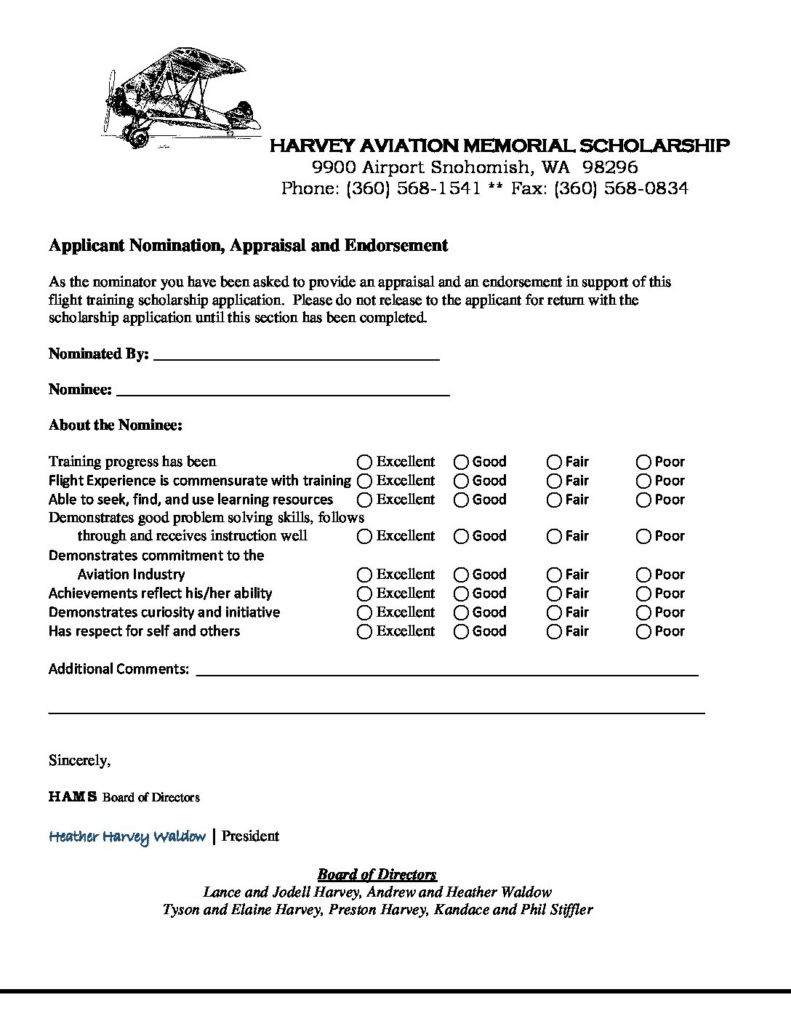 HARVEY AVIATION MEMORIAL SCHOLARSHIP
9900 Airport Snohomish, WA 98296
Phone: (360) 568-1541 ** Fax: (360) 568-0834
Applicant Nomination, Appraisal and Endorsement
As the nominator you have been asked to provide an appraisal and an endorsement in support of this
flight training scholarship application. Please do not release to the applicant for return with the
scholarship application until this section has been completed.
Nominated By:
Nominee:
About the Nominee:
Training progress has been Excellent Good Fair Poor
Flight Experience is commensurate with training Excellent Good Fair Poor
Able to seek, find, and use learning resources Excellent Good Fair Poor
Demonstrates good problem solving skills, follows
through and receives instruction well Excellent Good Fair Poor
Demonstrates commitment to the
Aviation Industry Excellent Good Fair Poor
Achievements reflect his/her ability Excellent Good Fair Poor
Demonstrates curiosity and initiative Excellent Good Fair Poor
Has respect for self and others Excellent Good Fair Poor
Additional Comments:
Sincerely,
HAMS Board of Directors
Heather Harvey Waldow | President
Board of Directors
Lance and Jodell Harvey, Andrew and Heather Waldow
Tyson and Elaine Harvey, Preston Harvey, Kandace and Phil Stiffler